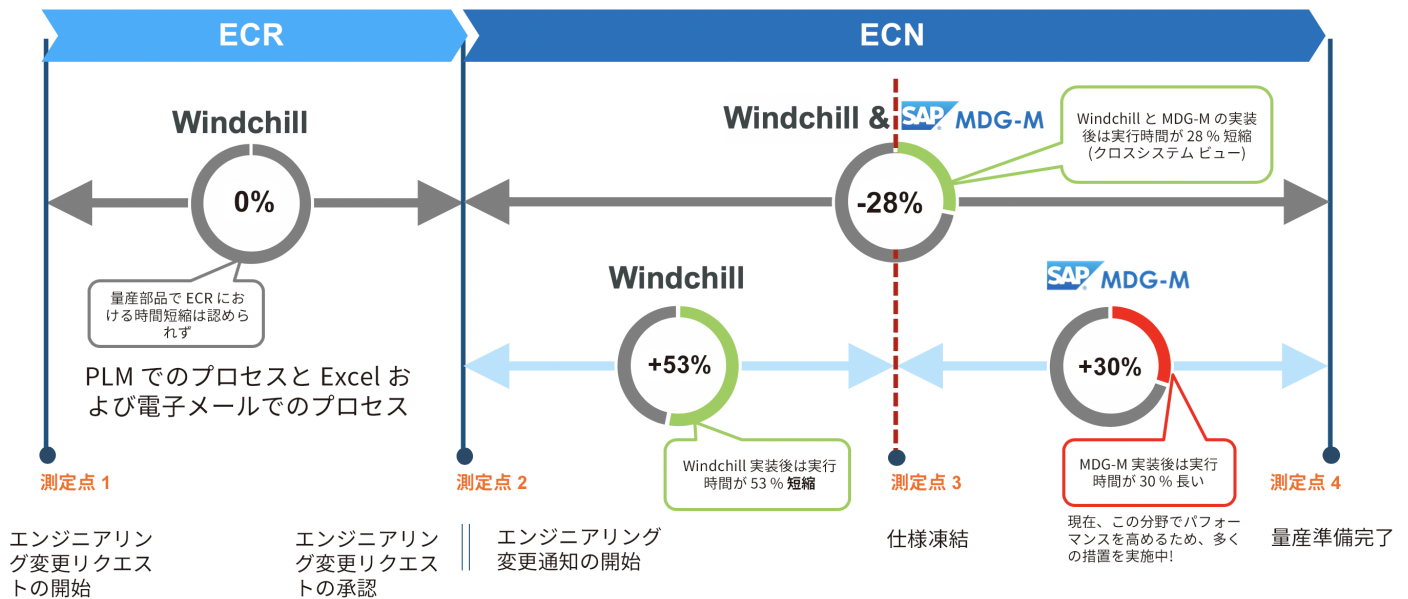 ECR
ECN
Windchill
0%
量産部品で ECR にお
ける時間短縮は認めら
れず
PLM でのプロセスと Excel お
よび電子メールでのプロセス
Windchill & SAP MDG-M
-28%
Windchill と MDG-M の実装
後は実行時間が 28 % 短縮
(クロスシステム ビュー)
Windchill
+53%
Windchill 実装後は実行
時間が 53 % 短縮
SAP MDG-M
+30%
MDG-M 実装後は実行
時間が 30 % 長い
現在、この分野でパフォー
マンスを高めるため、多く
の措置を実施中!
測定点 1
測定点 2
測定点 3
測定点 4
エンジニアリン
グ変更リクエス
トの開始
エンジニアリン
グ変更リクエス
トの承認
エンジニアリング
変更通知の開始
仕様凍結
量産準備完了